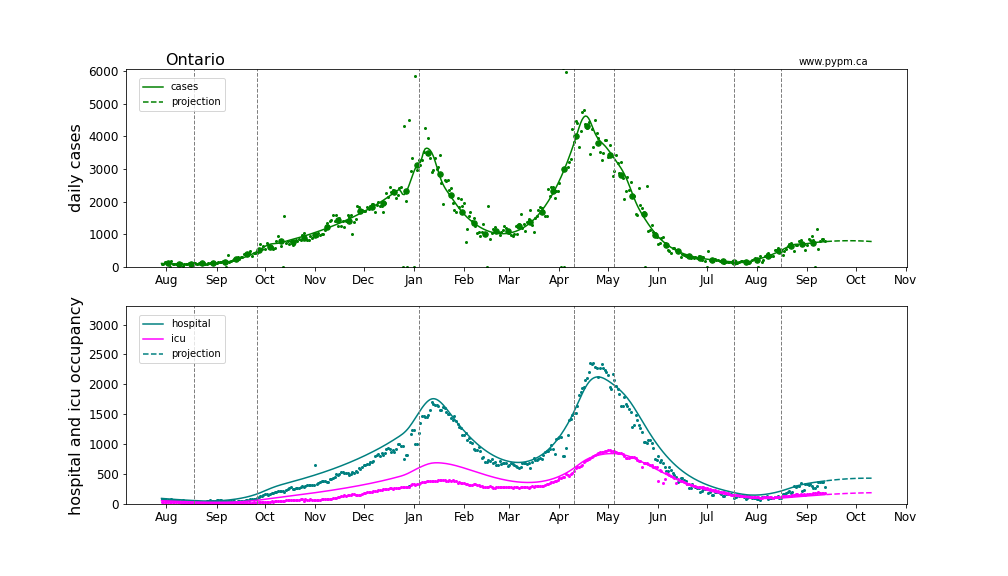 Ontario
www.pypm.ca
daily cases
6000
5000
4000
3000
2000
1000
0
cases
projection
Aug Sep Oct Nov Dec Jan Feb Mar Apr May Jun Jul Aug Sep Oct Nov
hospital and icu occupancy
3000
2500
2000
1500
1000
500
0
hospital
icu
projection
Aug Sep Oct Nov Dec Jan Feb Mar Apr May Jun Jul Aug Sep Oct Nov